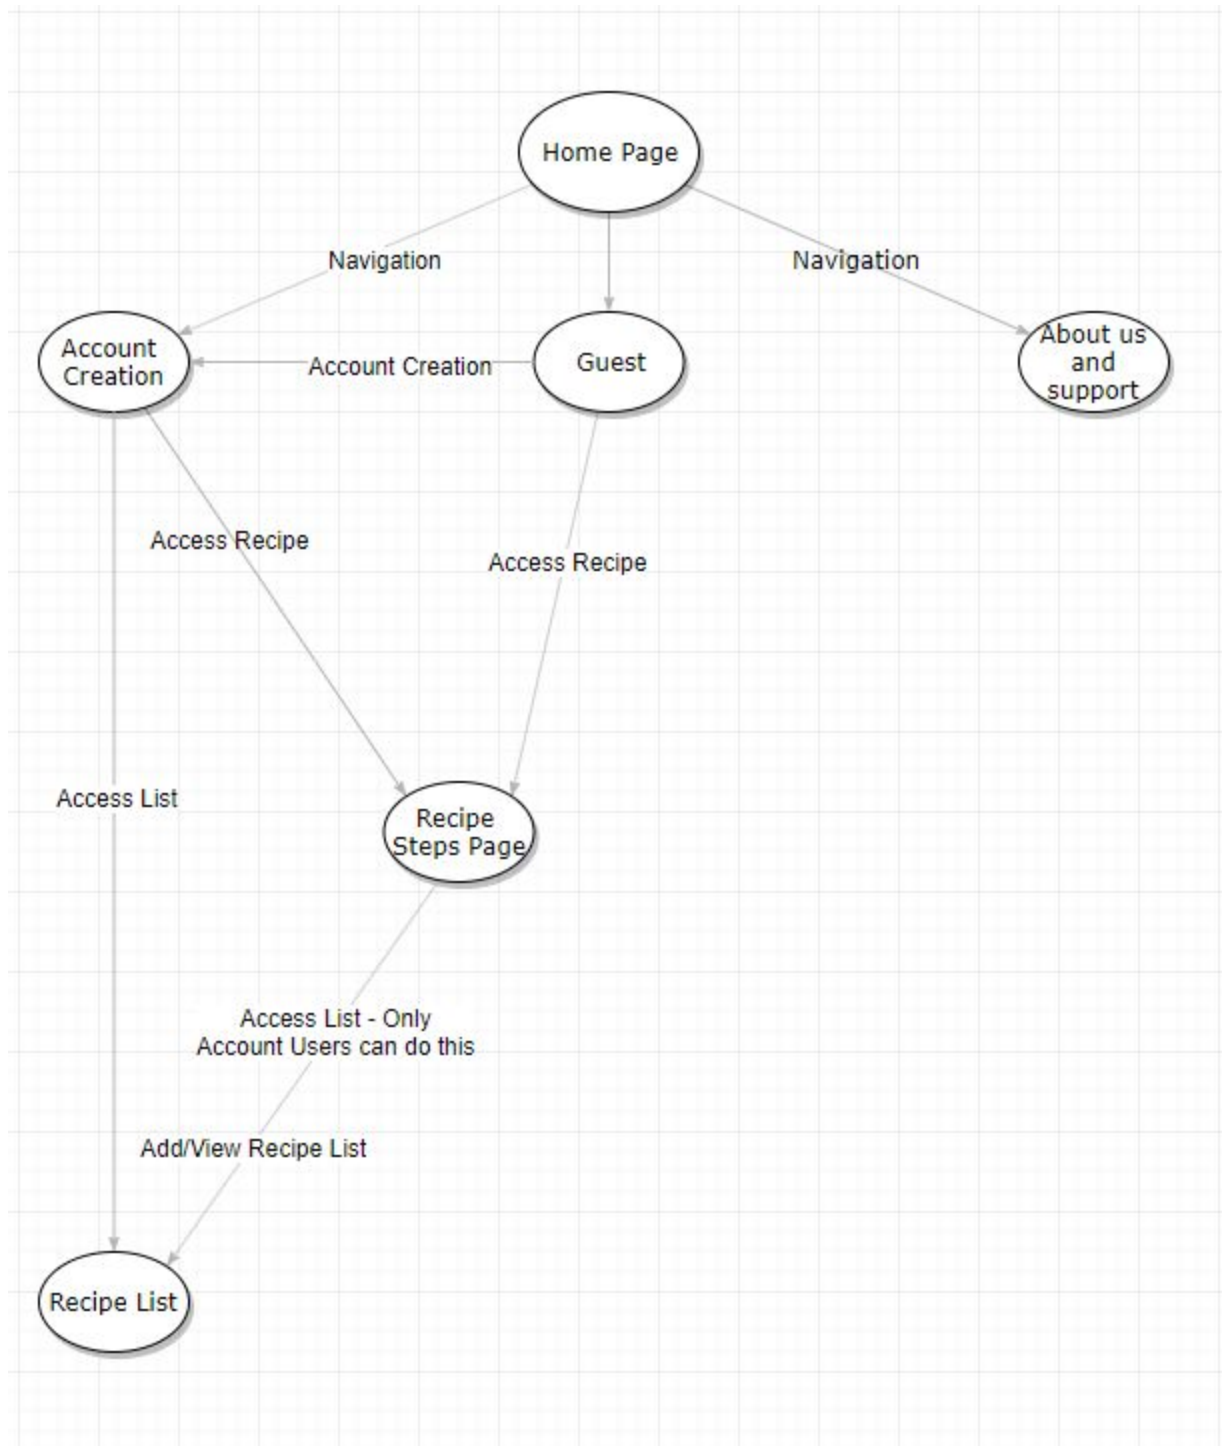 Home Page
Navigation
Navigation
Account
Creation
Account Creation
Guest
About us
and
support
Access Recipe
Access Recipe
Access List
Recipe
Steps Page
Access List - Only
Account Users can do this
Add/View Recipe List
Recipe List